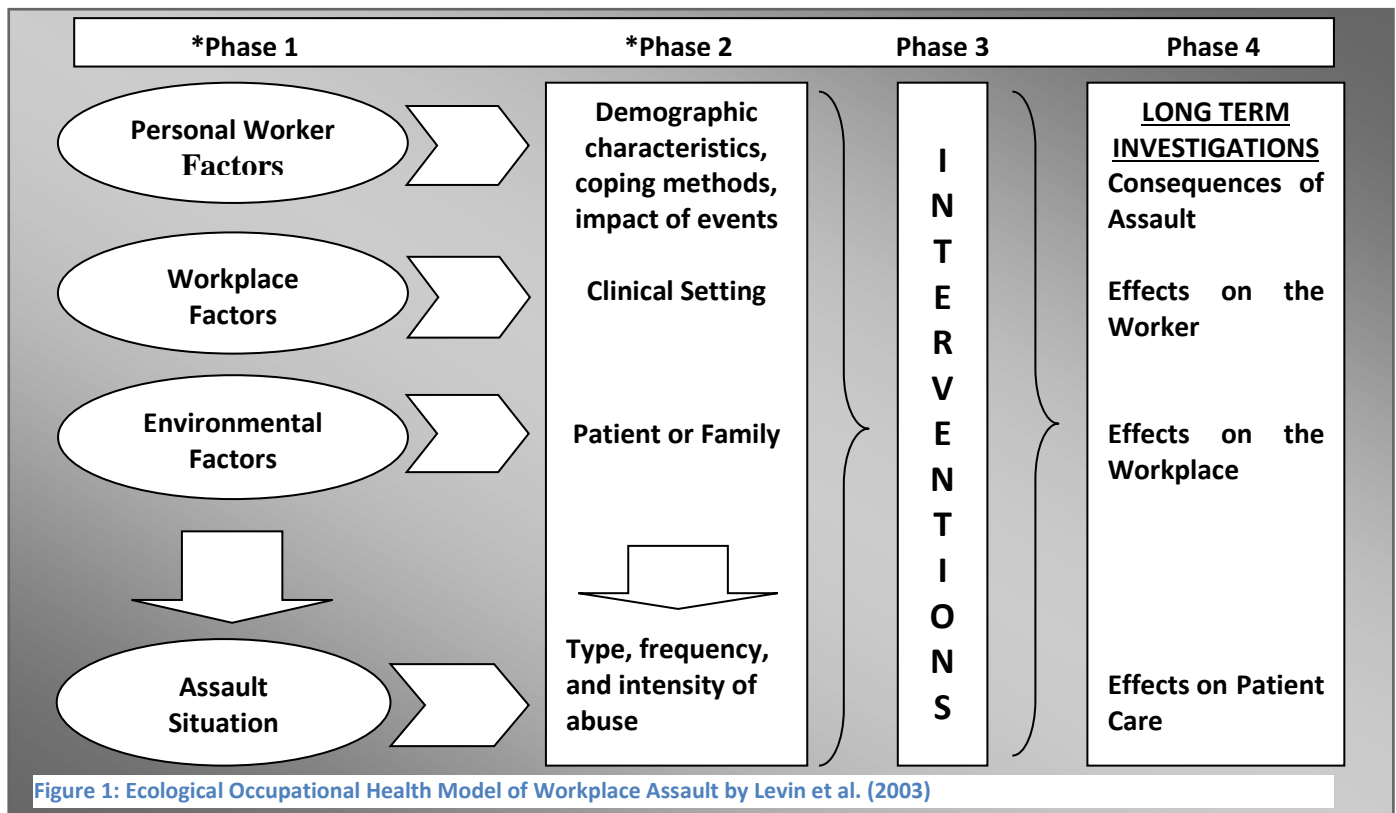 *Phase 1 *Phase 2 Phase 3 Phase 4
Personal Worker
Factors
Workplace
Factors
Environmental
Factors
Assault
Situation
Demographic
characteristics,
coping methods,
impact of events
Clinical Setting
Patient or Family
Type, frequency,
and intensity of
abuse
I
N
T
E
R
V
E
N
T
I
O
N
S
LONG TERM
INVESTIGATIONS
Consequences of
Assault
Effects on the
Worker
Effects on the
Workplace
Effects on Patient
Care
Figure 1: Ecological Occupational Health Model of Workplace Assault by Levin et al. (2003)